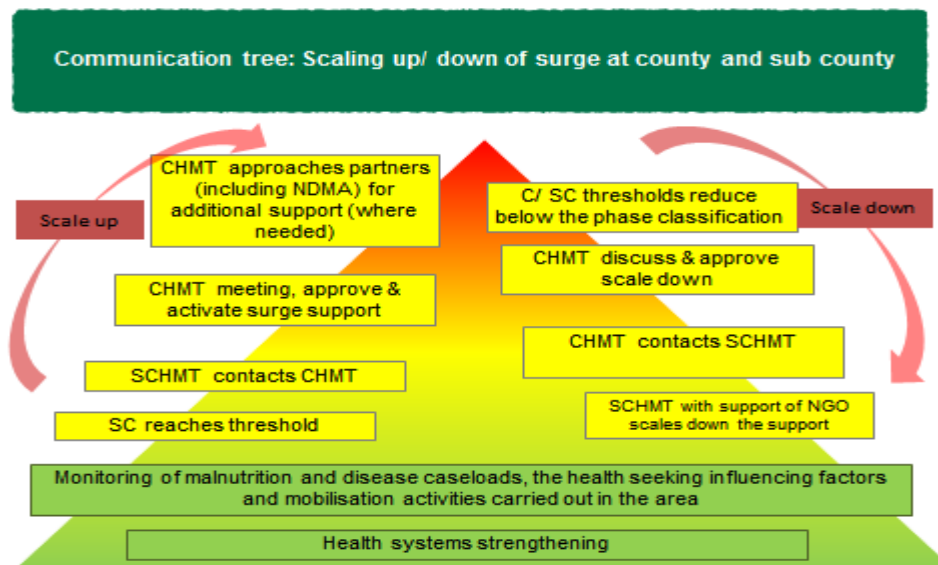 Communication tree: Scaling up/ down of surge at county and sub county
Scale up
CHMT approaches partners
(including NDMA) for
additional support (where
needed)
CHMT meeting, approve &
activate surge support
SCHMT contacts CHMT
SC reaches threshold
C/ SC thresholds reduce
below the phase classification
Scale down
CHMT discuss & approve
scale down
CHMT contacts SCHMT
SCHMT with support of NGO
scales down the support
Monitoring of malnutrition and disease caseloads, the health seeking influencing factors
and mobilisation activities carried out in the area
Health systems strengthening